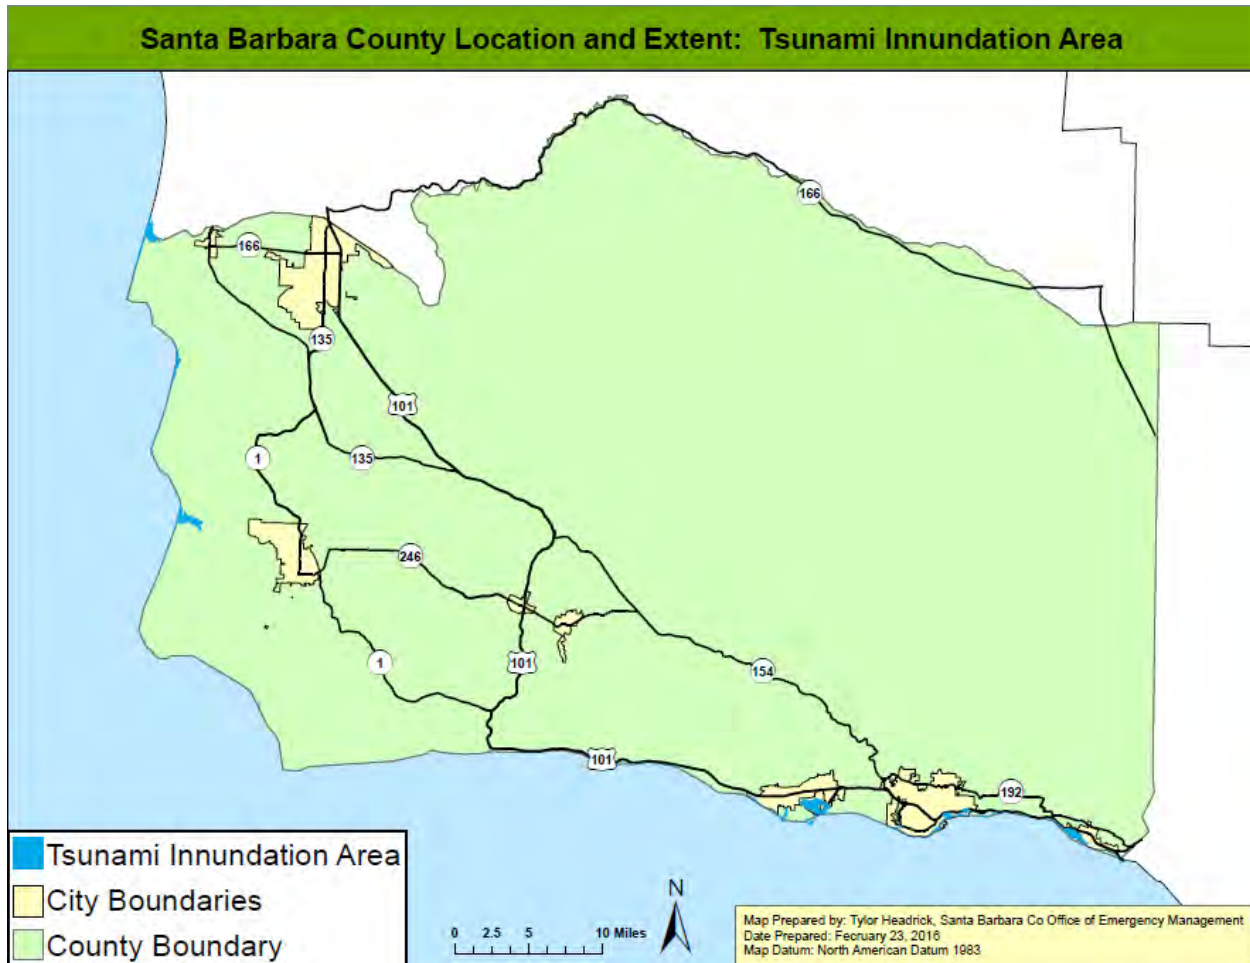 Santa Barbara County Location and Extent:  Tsunami Innundation Area
166
166
135
101
1
135
246
1
101
154
101
192
Tsunami Innundation Area
City Boundaries
County Boundary
N
0 2.5 5 10 Miles
Map Prepared by: Tylor Headrick, Santa Barbara Co Office of Emergency Management
Date Prepared: Fecruary 23, 2016
Map Datum: North American Datum 1983